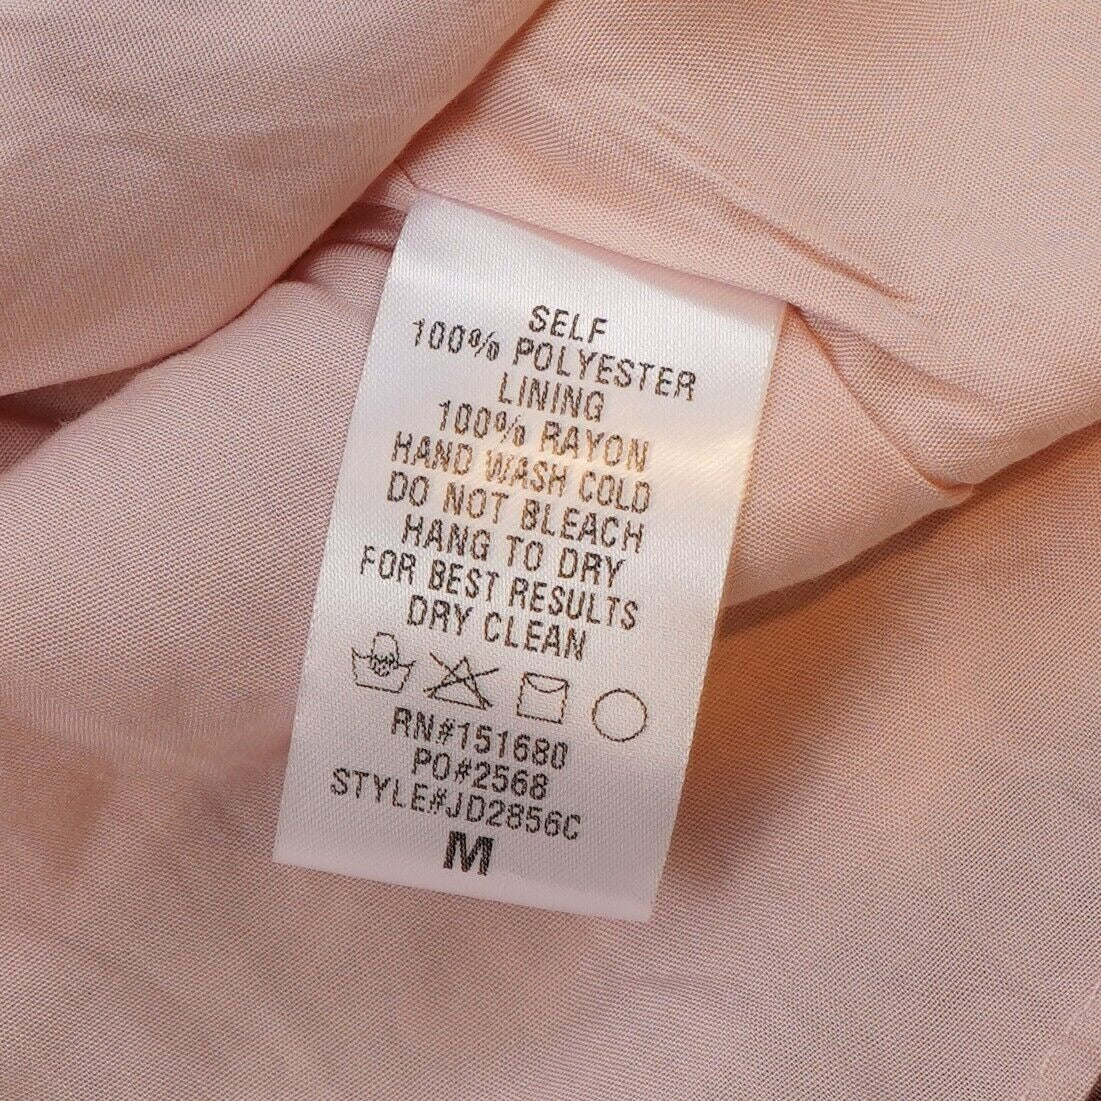 SELF
100% POLYESTER
LINING
100% RAYON
HAND WASH COLD
DO NOT BLEACH
HANG TO DRY
FOR BEST RESULTS
DRY CLEAN
RN#151680
PO#2568
STYLE#JD2856C
M